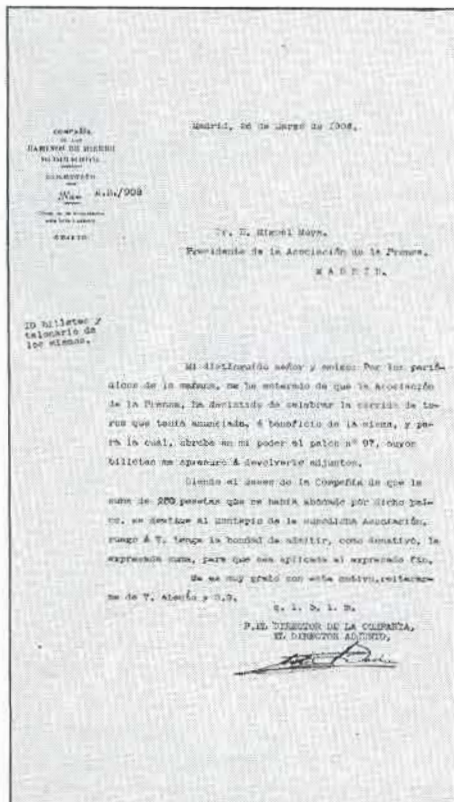 COMPAÑÍA
DE LOS
CAMINOS DE HIERRO
Madrid, 26 de Marzo de 1908.
A.D./908
Sr. D. Miguel Moya.
Presidente de la Asociación de la Prensa.
MADRID.
10 billetes y
talonario de
los mismos.
Mi distinguido señor y amigo: Por los perió-
dicos de la mañana, me he enterado de que la Asociación
de la Prensa, ha desistido de celebrar la corrida de to-
ros que tenía anunciada, á beneficio de la misma, y pa-
ra la cual, obraba en mi poder el palco nº 97, cuyos
billetes me apresuro á devolverle adjuntos.
Siendo el deseo de la Compañía de que la
suma de 250 pesetas que se había abonado por dicho pal-
co, se destine al Montepío de la susodicha Asociación,
ruego á V. tenga la bondad de admitir, como donativo, la
expresada suma, para que sea aplicada al expresado fin.
Me es muy grato con este motivo, reiterar-
me de V. atento y S.S.
q. l. b. l. m.
P. EL DIRECTOR DE LA COMPAÑIA,
EL DIRECTOR ADJUNTO,